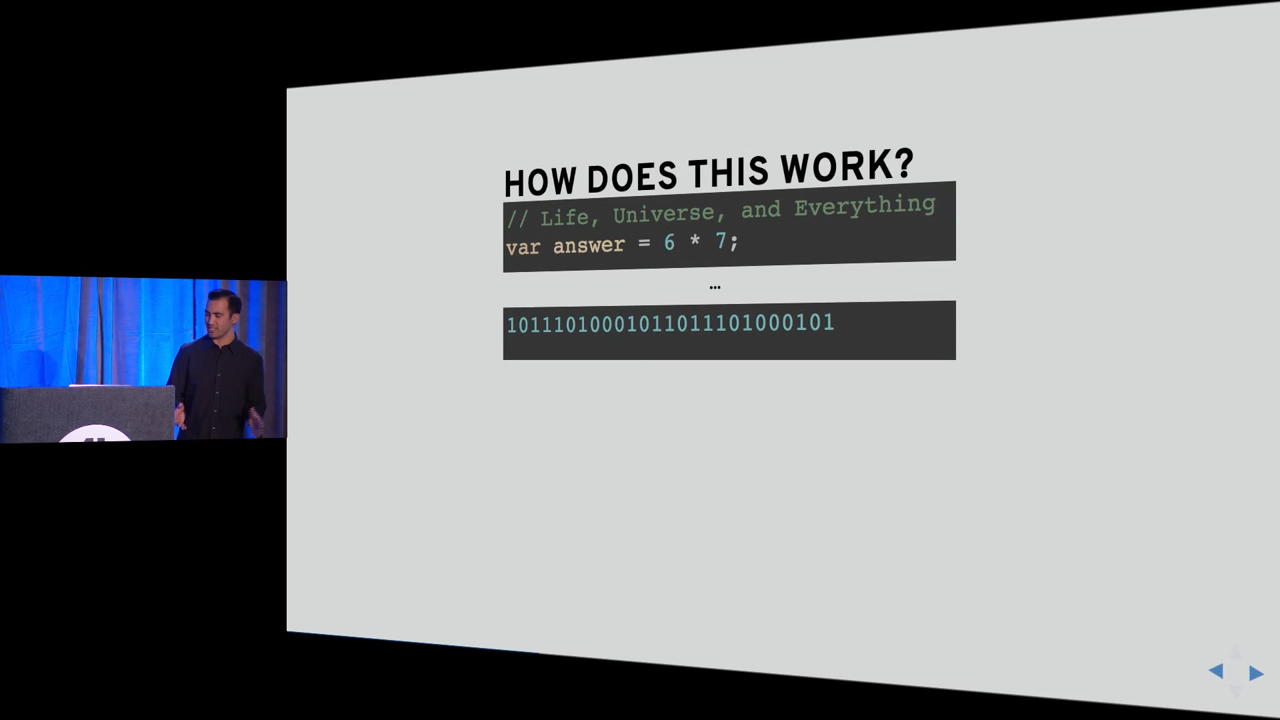 HOW DOES THIS WORK?
// Life, Universe, and Everything
var answer = 6 * 7;
…
10111010001011011101000101